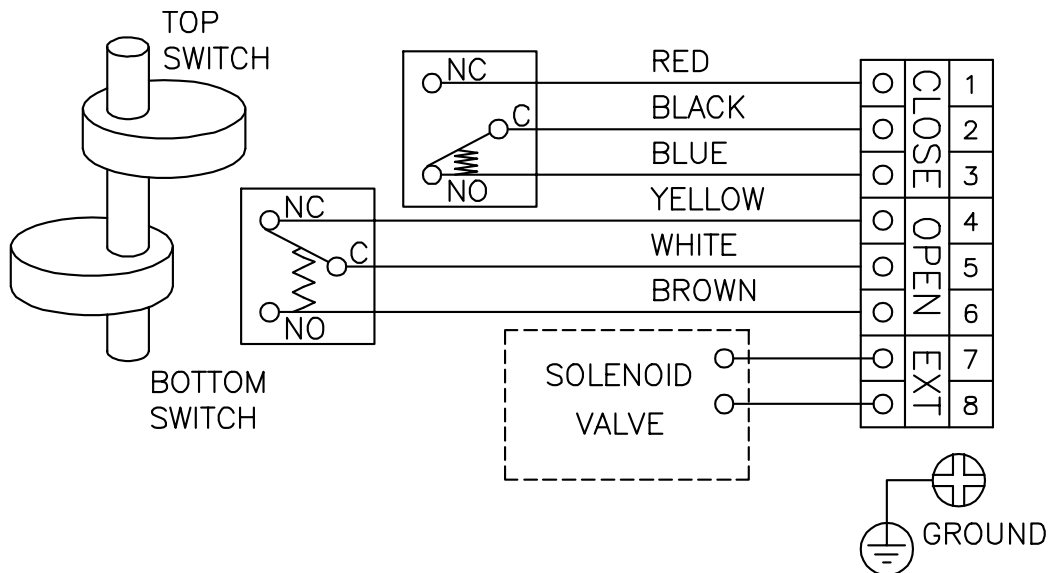 TOP
SWITCH
NC
C
NO
NC
C
NO
RED
BLACK
BLUE
YELLOW
WHITE
BROWN
SOLENOID
VALVE
CLOSE
OPEN
EXT
1
2
3
4
5
6
7
8
BOTTOM
SWITCH
GROUND